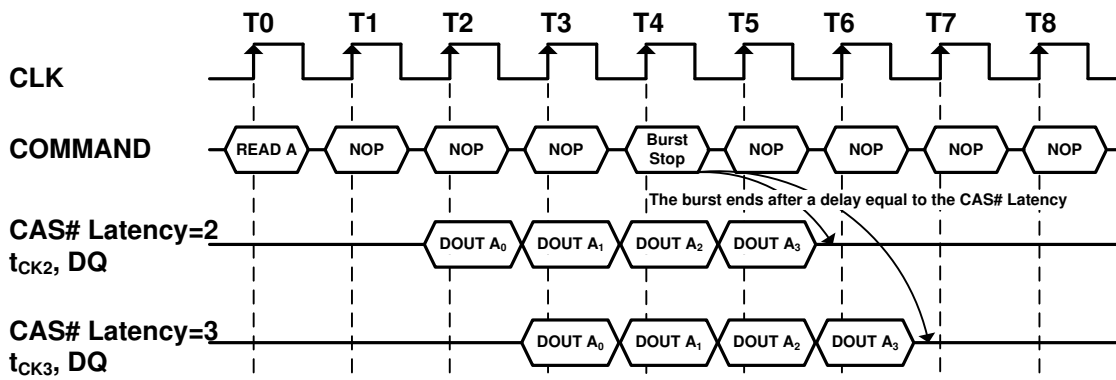 T0 T1 T2 T3 T4 T5 T6 T7 T8
CLK
COMMAND READ A NOP NOP NOP Burst Stop NOP NOP NOP NOP
The burst ends after a delay equal to the CAS# Latency
CAS# Latency=2
tCK2, DQ
DOUT A0 DOUT A1 DOUT A2 DOUT A3
CAS# Latency=3
tCK3, DQ
DOUT A0 DOUT A1 DOUT A2 DOUT A3